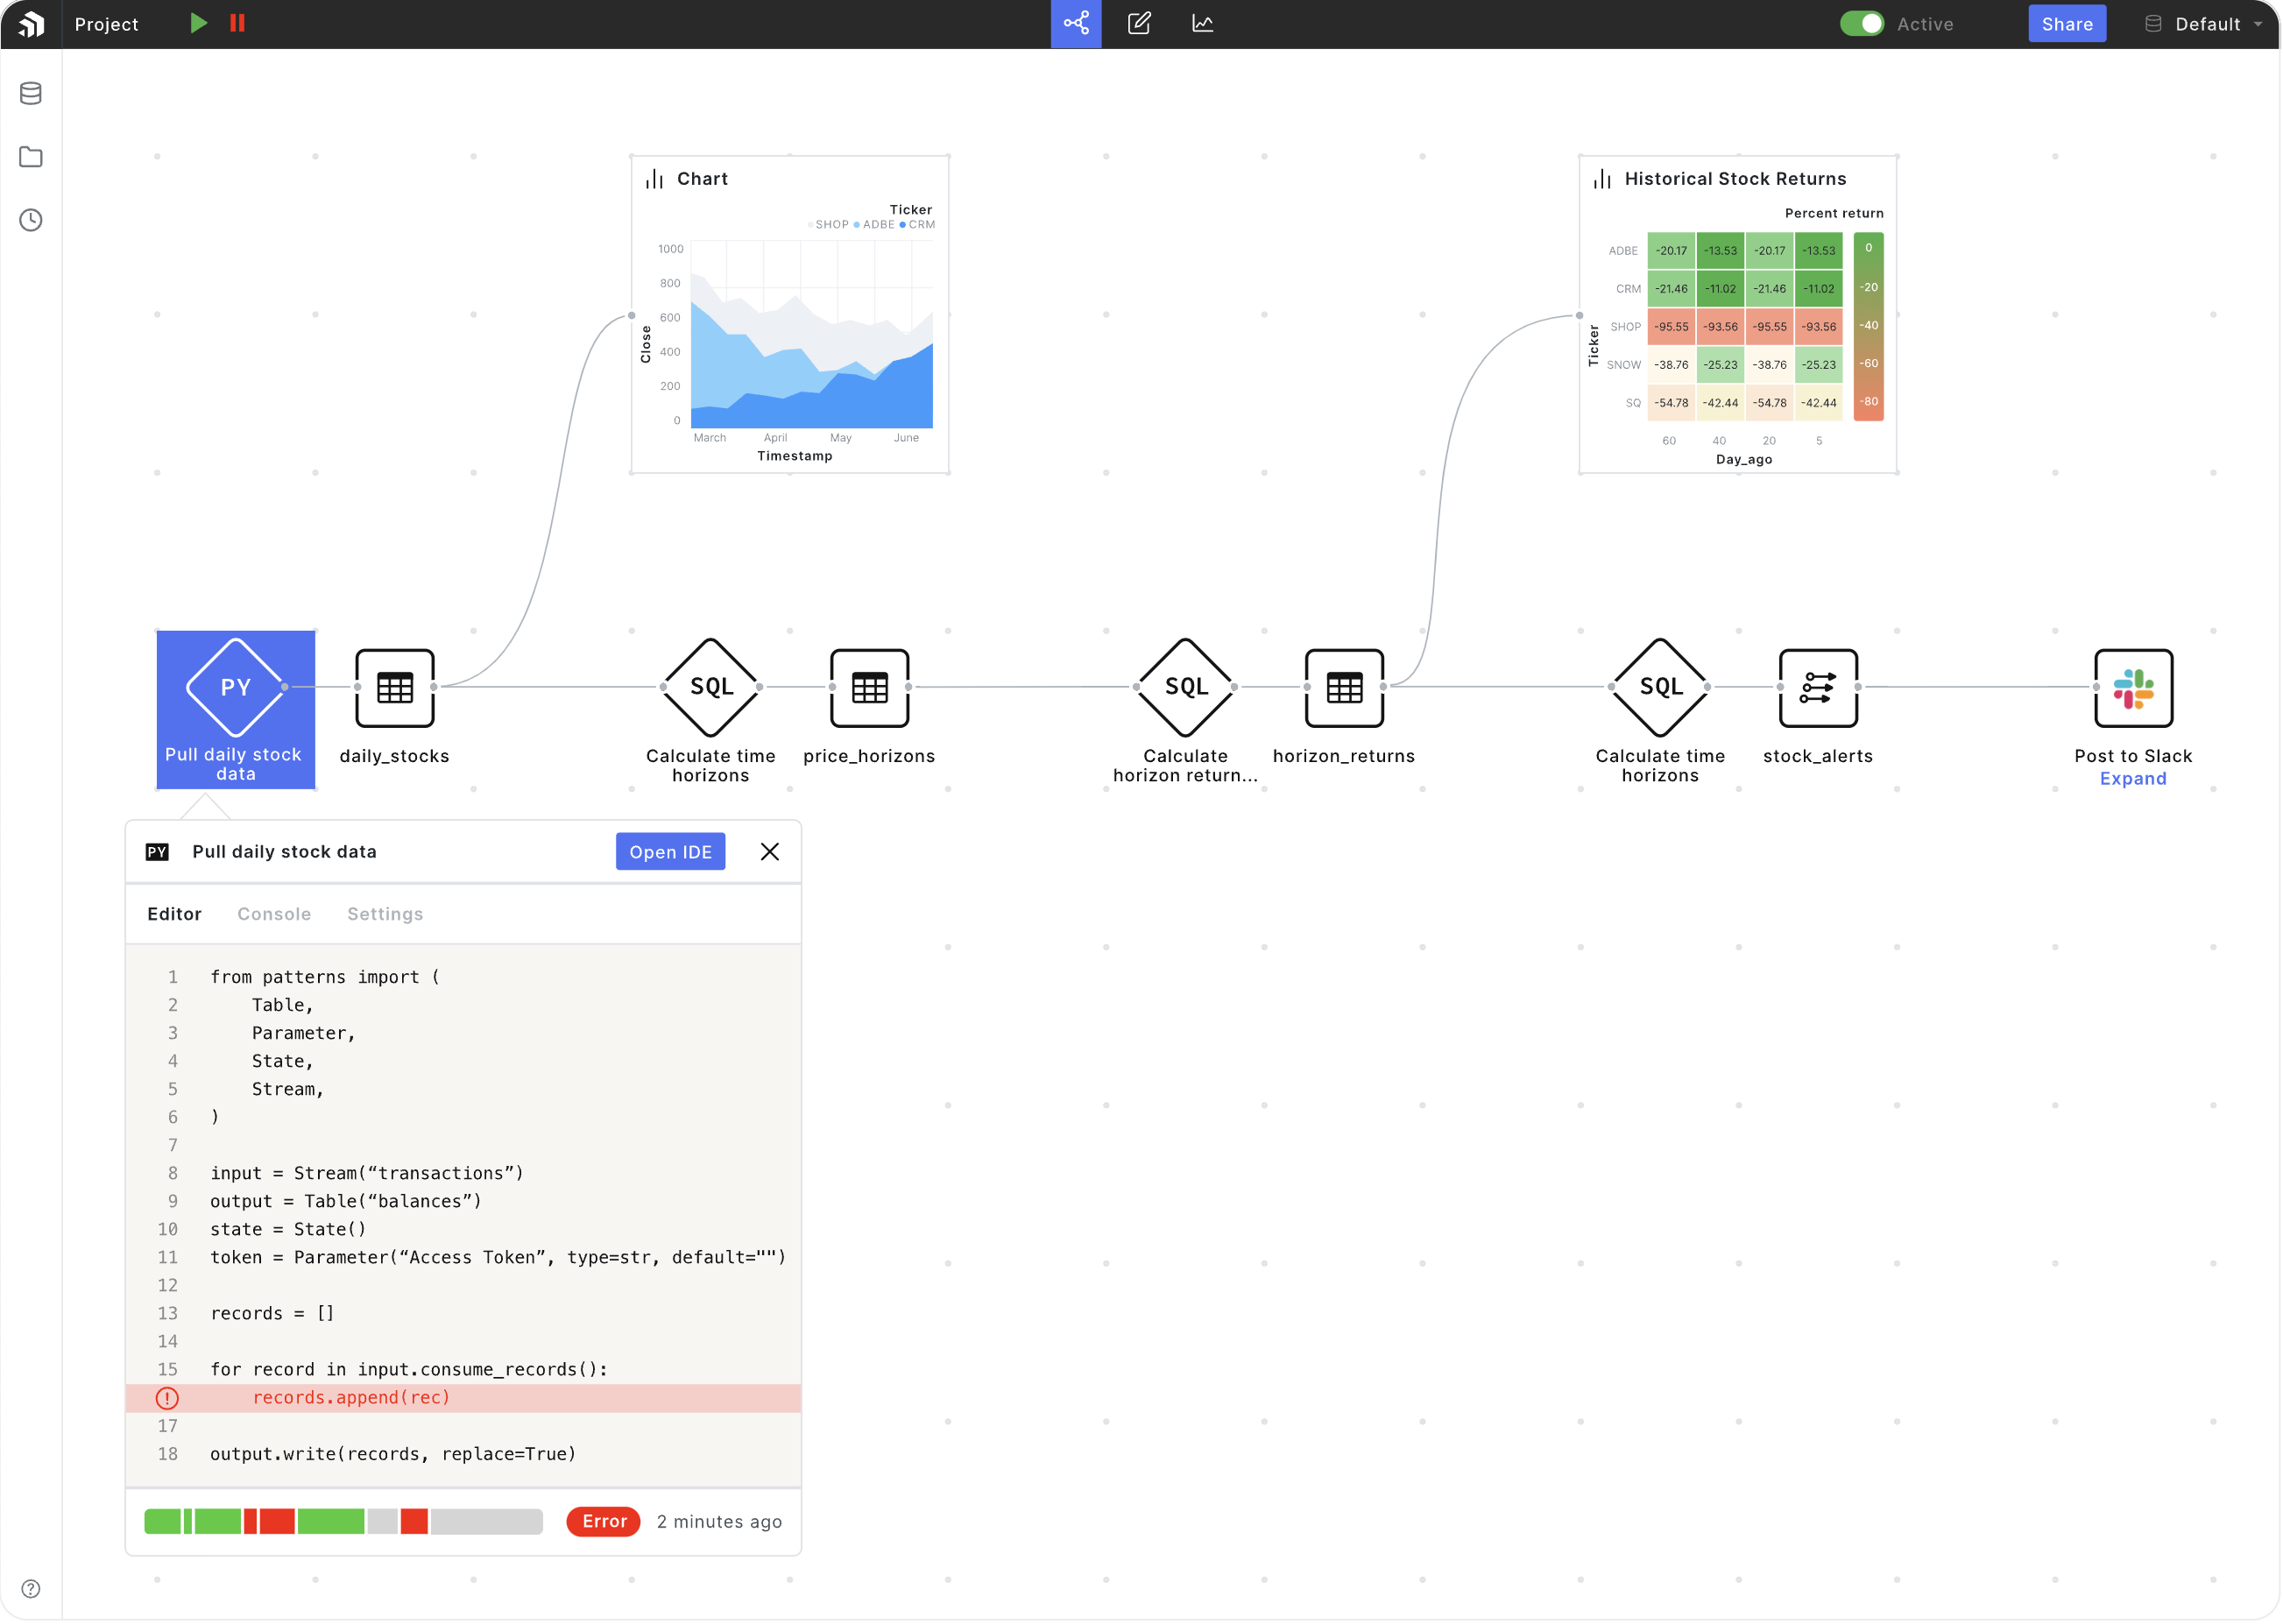 Project
Active
Share
Default
Chart
Ticker
SHOP ADBE CRM
1000
800
600
400
200
0
Close
March April May June
Timestamp
Historical Stock Returns
Percent return
Ticker
ADBE -20.17 -13.53 -20.17 -13.53 0
CRM -21.46 -11.02 -21.46 -11.02 -20
SHOP -95.55 -93.56 -95.55 -93.56 -40
SNOW -38.76 -25.23 -38.76 -25.23 -60
SQ -54.78 -42.44 -54.78 -42.44 -80
60 40 20 5
Day_ago
PY
Pull daily stock
data
daily_stocks
SQL
Calculate time
horizons
price_horizons
SQL
Calculate
horizon return...
horizon_returns
SQL
Calculate time
horizons
stock_alerts
Post to Slack
Expand
PY Pull daily stock data
Open IDE
Editor Console Settings
1 from patterns import (
2     Table,
3     Parameter,
4     State,
5     Stream,
6 )
7
8 input = Stream(“transactions”)
9 output = Table(“balances”)
10 state = State()
11 token = Parameter(“Access Token”, type=str, default="")
12
13 records = []
14
15 for record in input.consume_records():
!     records.append(rec)
17
18 output.write(records, replace=True)
Error 2 minutes ago
?